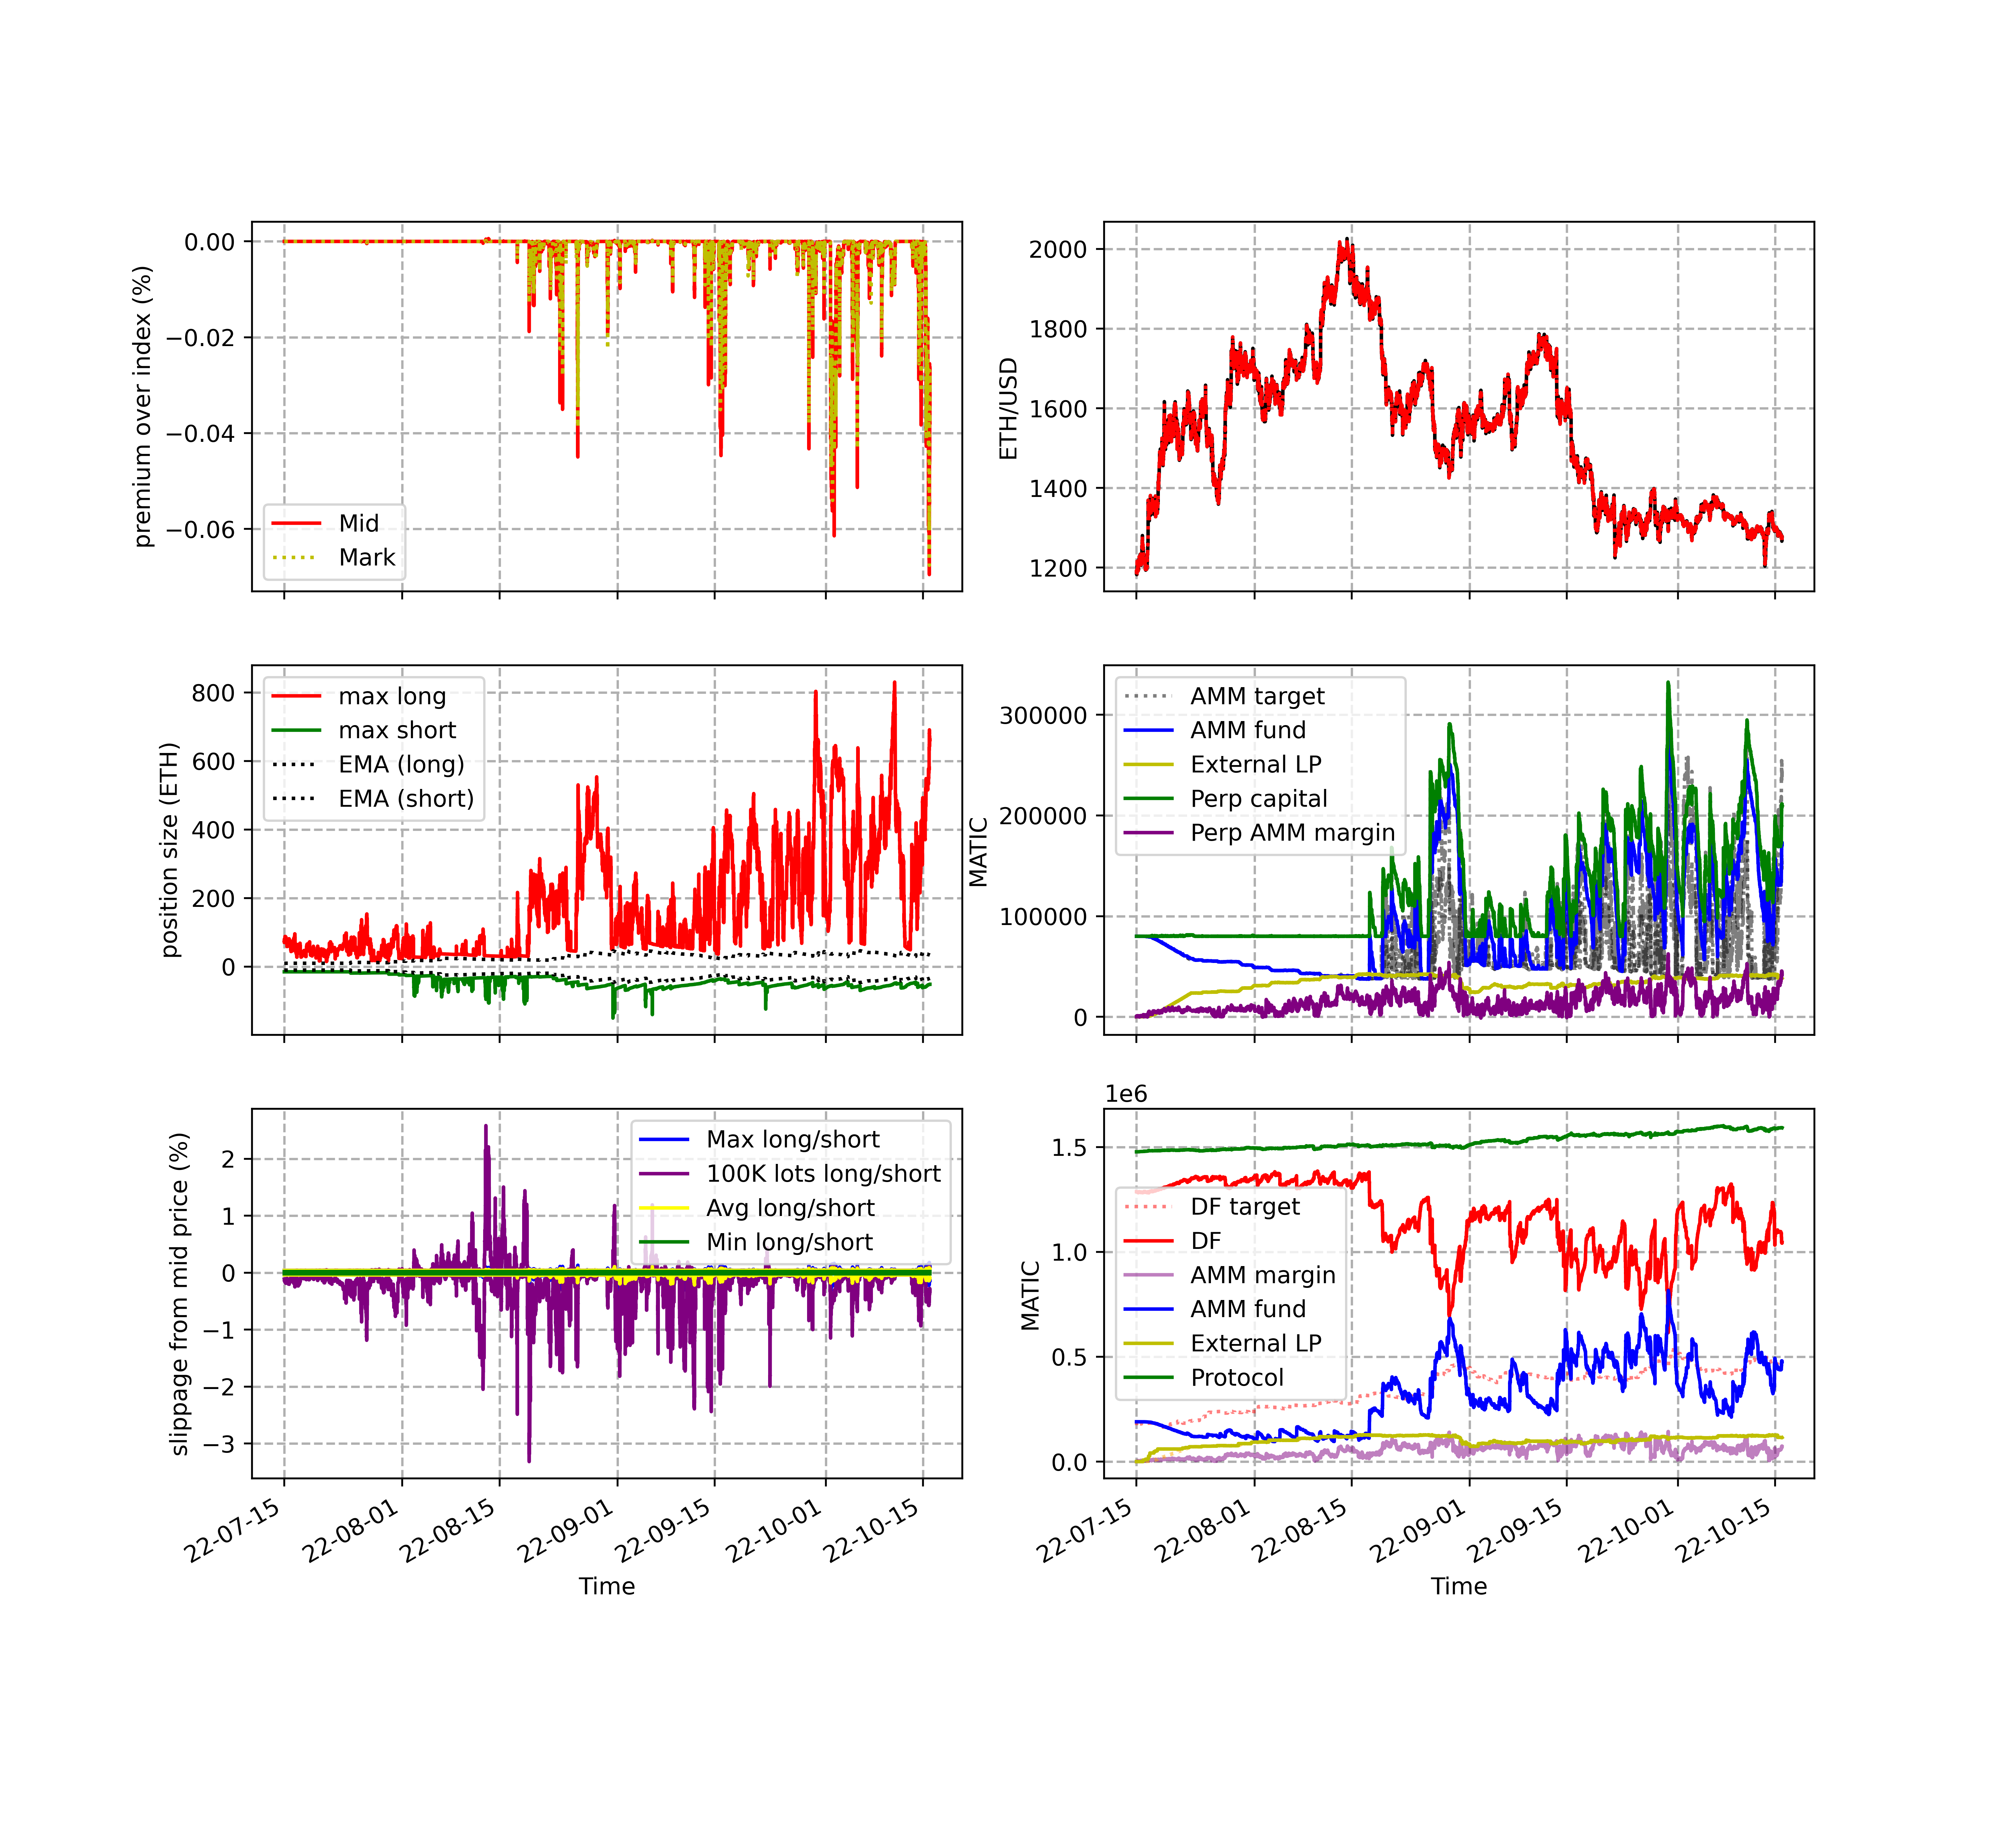 0.00
−0.02
−0.04
−0.06
premium over index (%)
Mid
Mark
2000
1800
1600
1400
1200
ETH/USD
800
600
400
200
0
position size (ETH)
max long
max short
EMA (long)
EMA (short)
300000
200000
100000
0
MATIC
AMM target
AMM fund
External LP
Perp capital
Perp AMM margin
2
1
0
−1
−2
−3
slippage from mid price (%)
Max long/short
100K lots long/short
Avg long/short
Min long/short
22-07-15
22-08-01
22-08-15
22-09-01
22-09-15
22-10-01
22-10-15
Time
1e6
1.5
1.0
0.5
0.0
MATIC
DF target
DF
AMM margin
AMM fund
External LP
Protocol
22-07-15
22-08-01
22-08-15
22-09-01
22-09-15
22-10-01
22-10-15
Time